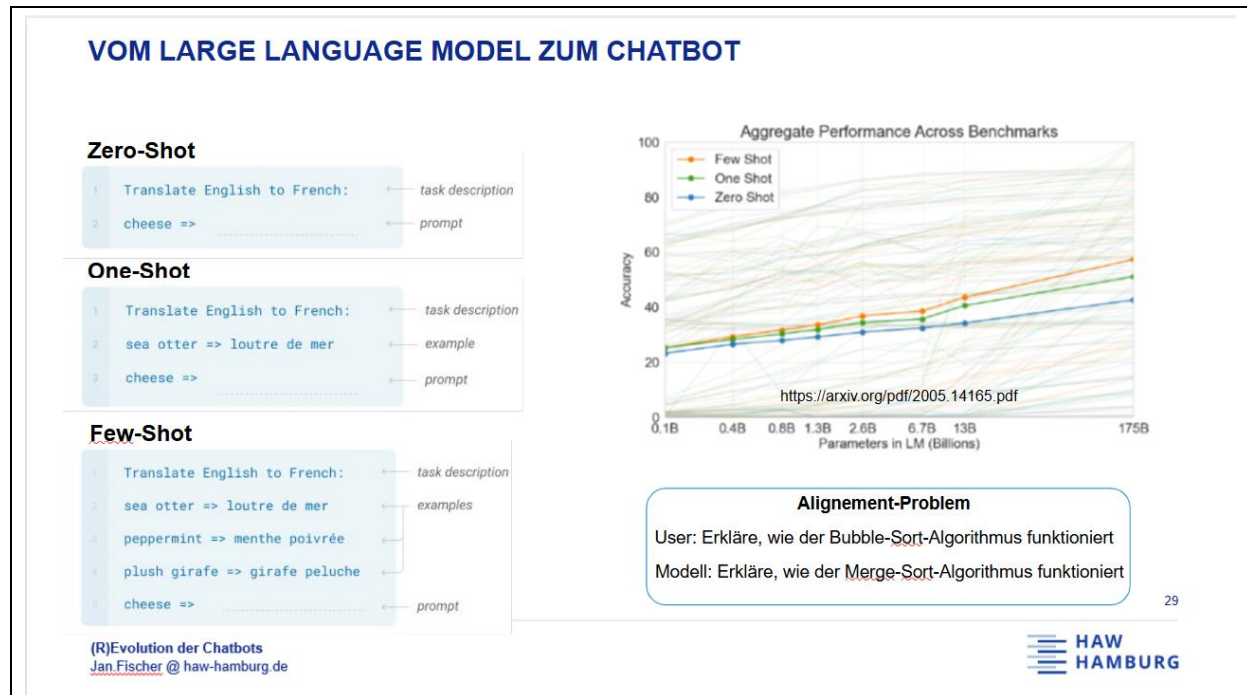 VOM LARGE LANGUAGE MODEL ZUM CHATBOT
Zero-Shot
1 Translate English to French: task description
2 cheese => prompt
One-Shot
1 Translate English to French: task description
2 sea otter => loutre de mer example
3 cheese => prompt
Few-Shot
1 Translate English to French: task description
2 sea otter => loutre de mer examples
3 peppermint => menthe poivrée
4 plush girafe => girafe peluche
5 cheese => prompt
Aggregate Performance Across Benchmarks
Few Shot
One Shot
Zero Shot
Accuracy
100
80
60
40
20
0
https://arxiv.org/pdf/2005.14165.pdf
0.1B 0.4B 0.8B 1.3B 2.6B 6.7B 13B 175B
Parameters in LM (Billions)
Alignement-Problem
User: Erkläre, wie der Bubble-Sort-Algorithmus funktioniert
Modell: Erkläre, wie der Merge-Sort-Algorithmus funktioniert
29
(R)Evolution der Chatbots
Jan.Fischer @ haw-hamburg.de
HAW
HAMBURG